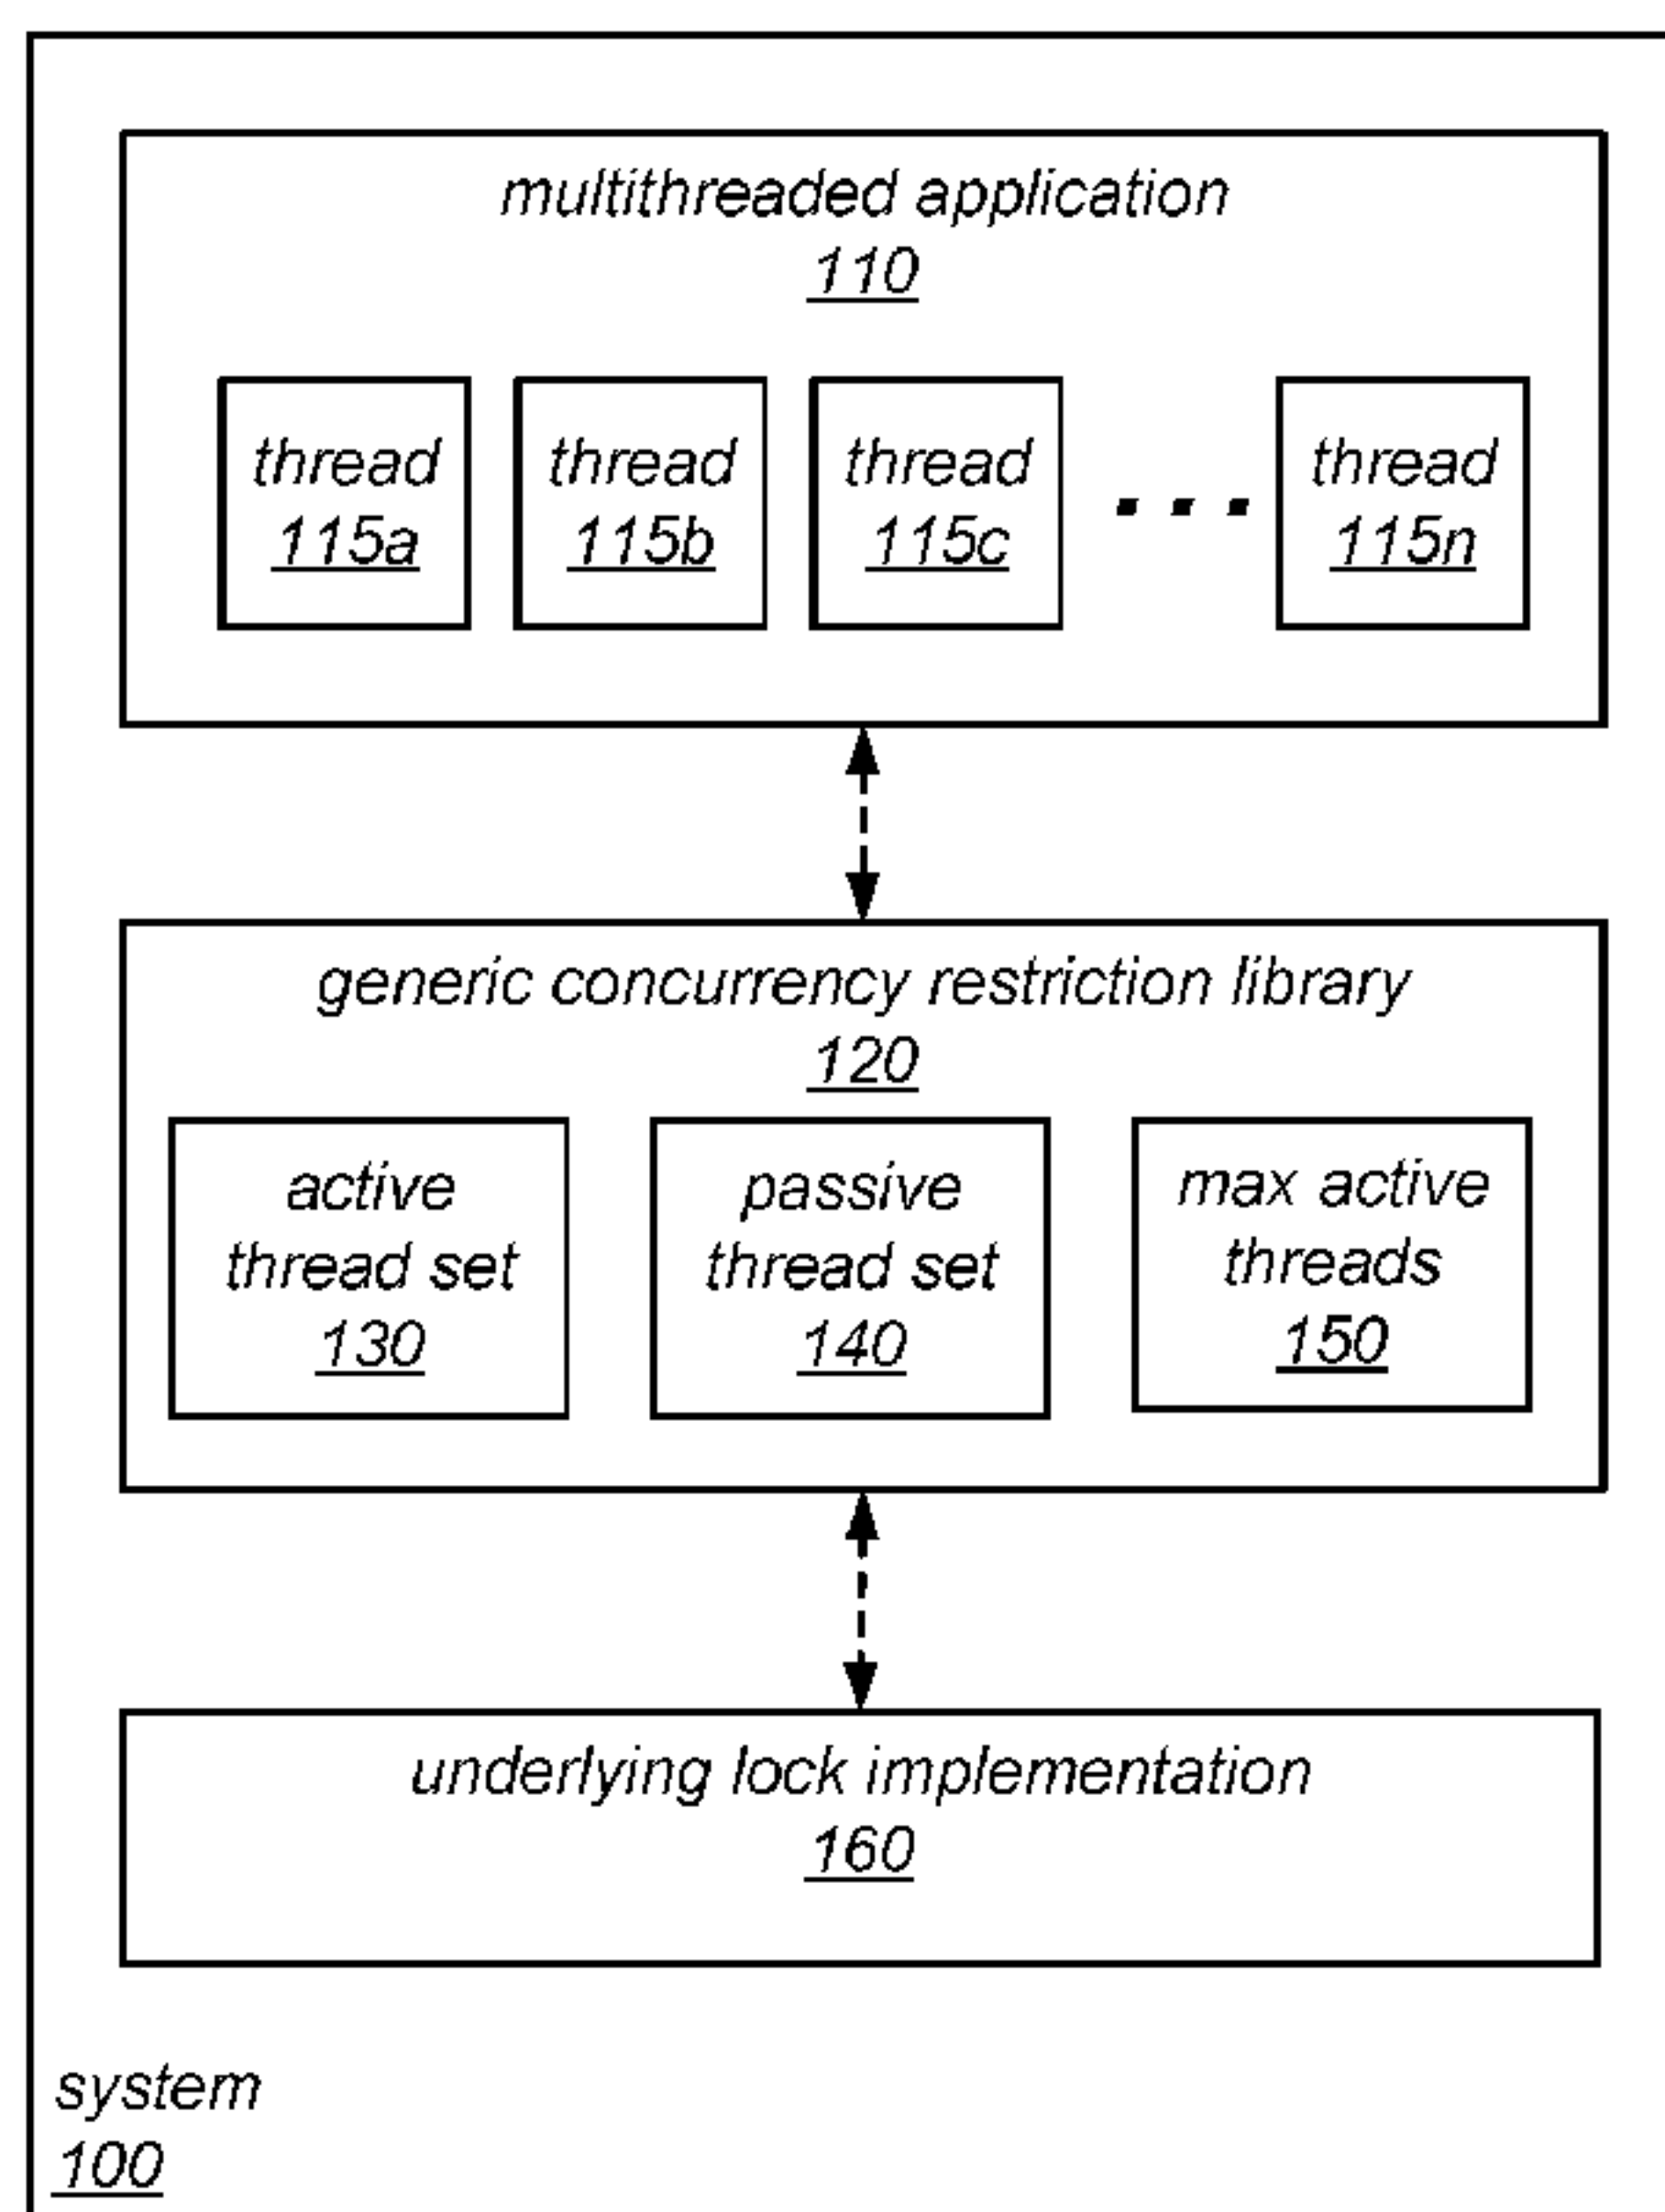 multithreaded application
110
thread
115a
thread
115b
thread
115c
...
thread
115n
generic concurrency restriction library
120
active
thread set
130
passive
thread set
140
max active
threads
150
underlying lock implementation
160
system
100